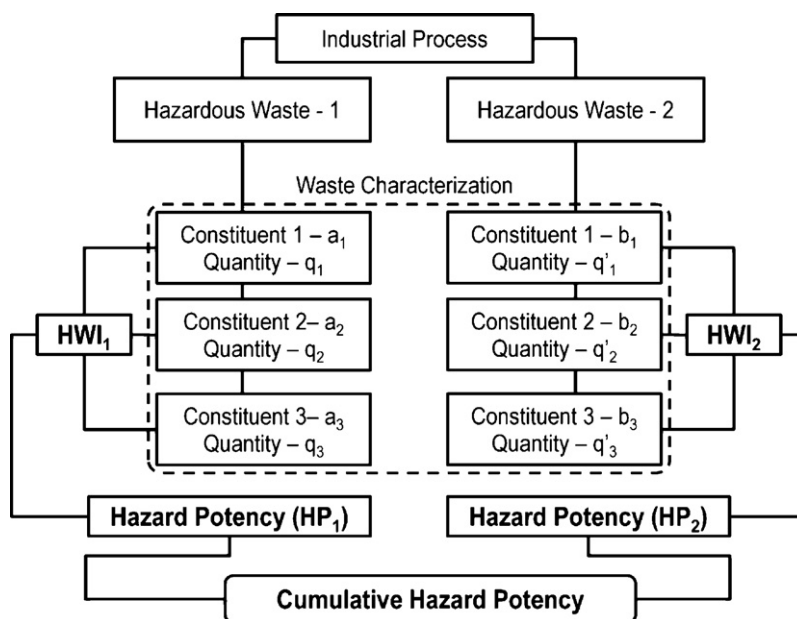 Industrial Process
Hazardous Waste - 1
Hazardous Waste - 2
Waste Characterization
Constituent 1 – a₁
Quantity – q₁
Constituent 1 – b₁
Quantity – q'₁
HWI₁
Constituent 2– a₂
Quantity – q₂
Constituent 2 – b₂
Quantity – q'₂
HWI₂
Constituent 3– a₃
Quantity – q₃
Constituent 3 – b₃
Quantity – q'₃
Hazard Potency (HP₁)
Hazard Potency (HP₂)
Cumulative Hazard Potency